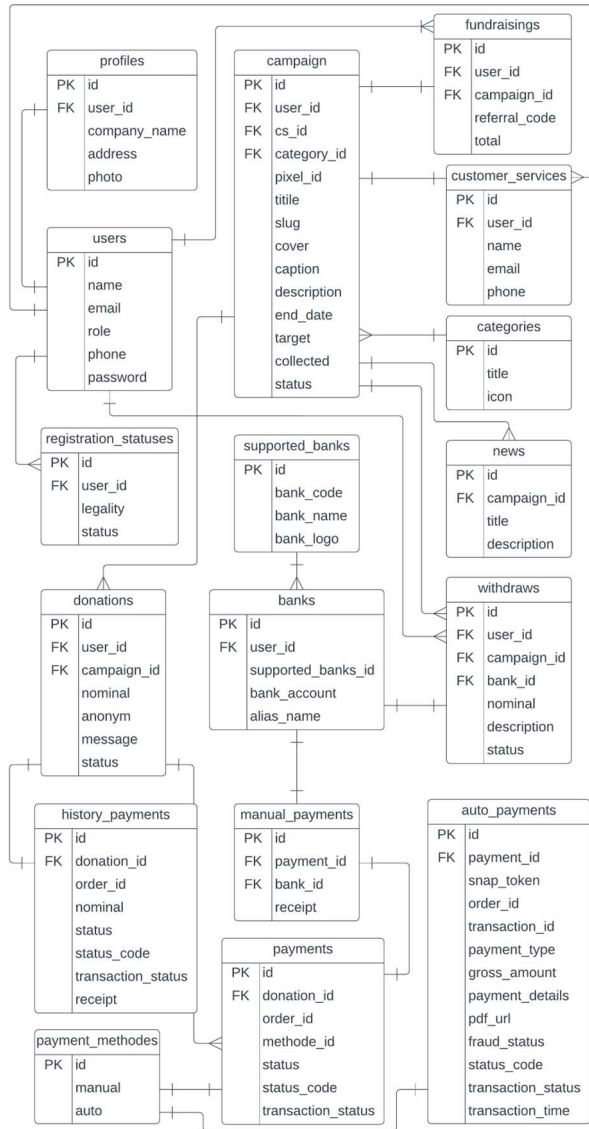 fundraisings
PK id
FK user_id
FK campaign_id
referral_code
total
profiles
PK id
FK user_id
company_name
address
photo
campaign
PK id
FK user_id
FK cs_id
FK category_id
pixel_id
titile
slug
cover
caption
description
end_date
target
collected
status
customer_services
PK id
FK user_id
name
email
phone
users
PK id
name
email
role
phone
password
categories
PK id
title
icon
registration_statuses
PK id
FK user_id
legality
status
supported_banks
PK id
bank_code
bank_name
bank_logo
news
PK id
FK campaign_id
title
description
donations
PK id
FK user_id
FK campaign_id
nominal
anonym
message
status
banks
PK id
FK user_id
supported_banks_id
bank_account
alias_name
withdraws
PK id
FK user_id
FK campaign_id
FK bank_id
nominal
description
status
history_payments
PK id
FK donation_id
order_id
nominal
status
status_code
transaction_status
receipt
manual_payments
PK id
FK payment_id
FK bank_id
receipt
auto_payments
PK id
FK payment_id
snap_token
order_id
transaction_id
payment_type
gross_amount
payment_details
pdf_url
fraud_status
status_code
transaction_status
transaction_time
payments
PK id
FK donation_id
order_id
methode_id
status
status_code
transaction_status
payment_methodes
PK id
manual
auto